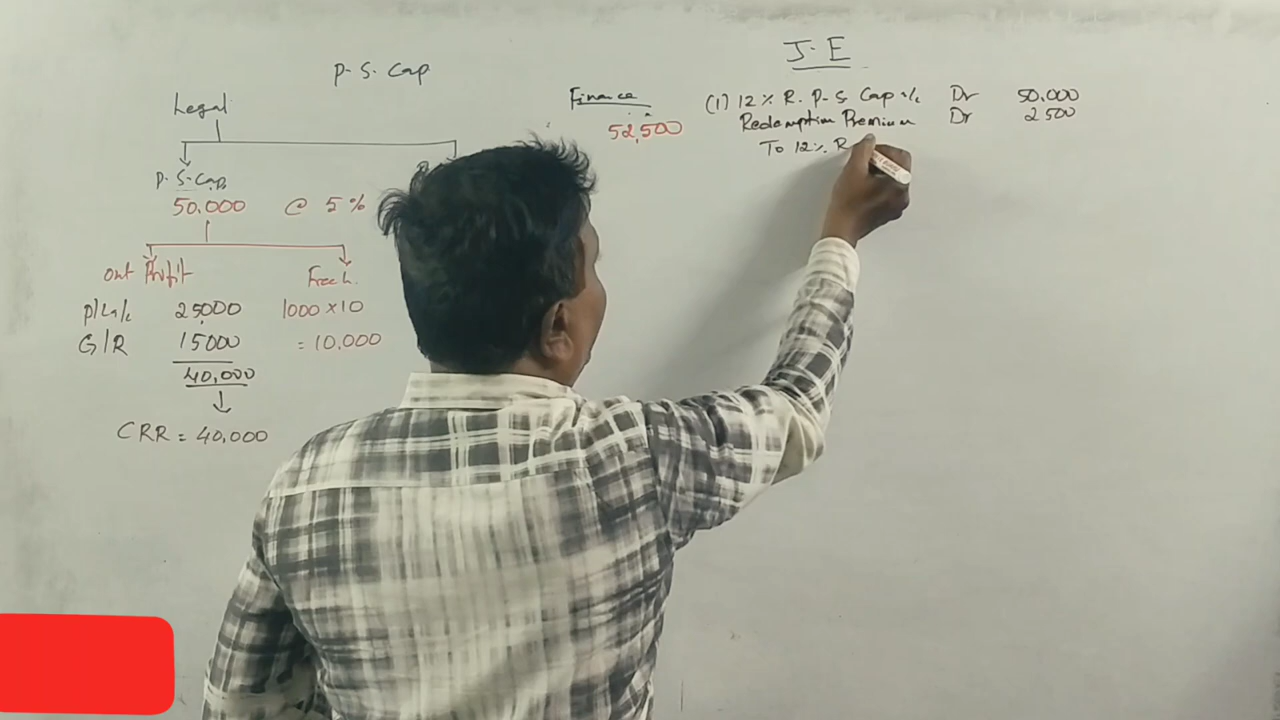 P-S. Cap
Legal
P-S-Cap
50,000 @ 5%
out Profit Fresh.
P/L a/c 25000 1000 × 10
G/R 15000 = 10,000
40,000
CRR = 40,000
Finance
52,500
J-E
(1) 12% R. P-S Cap a/c Dr 50,000
Redemption Premium Dr 2500
To 12% R